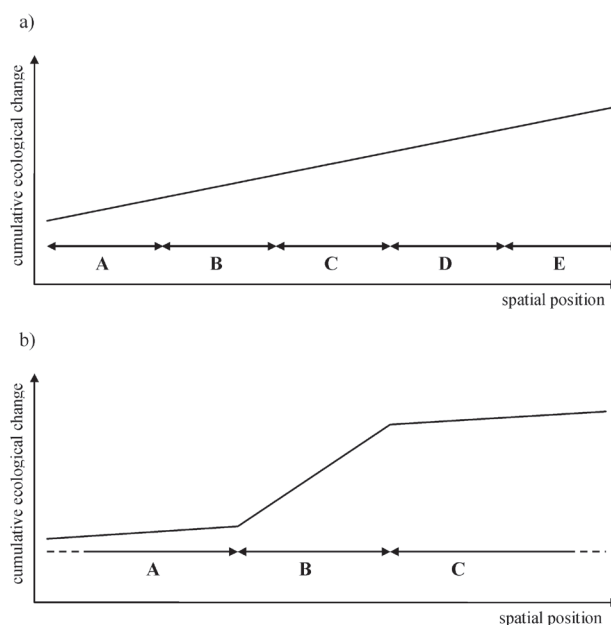 a)
cumulative ecological change
A B C D E
spatial position
b)
cumulative ecological change
A B C
spatial position